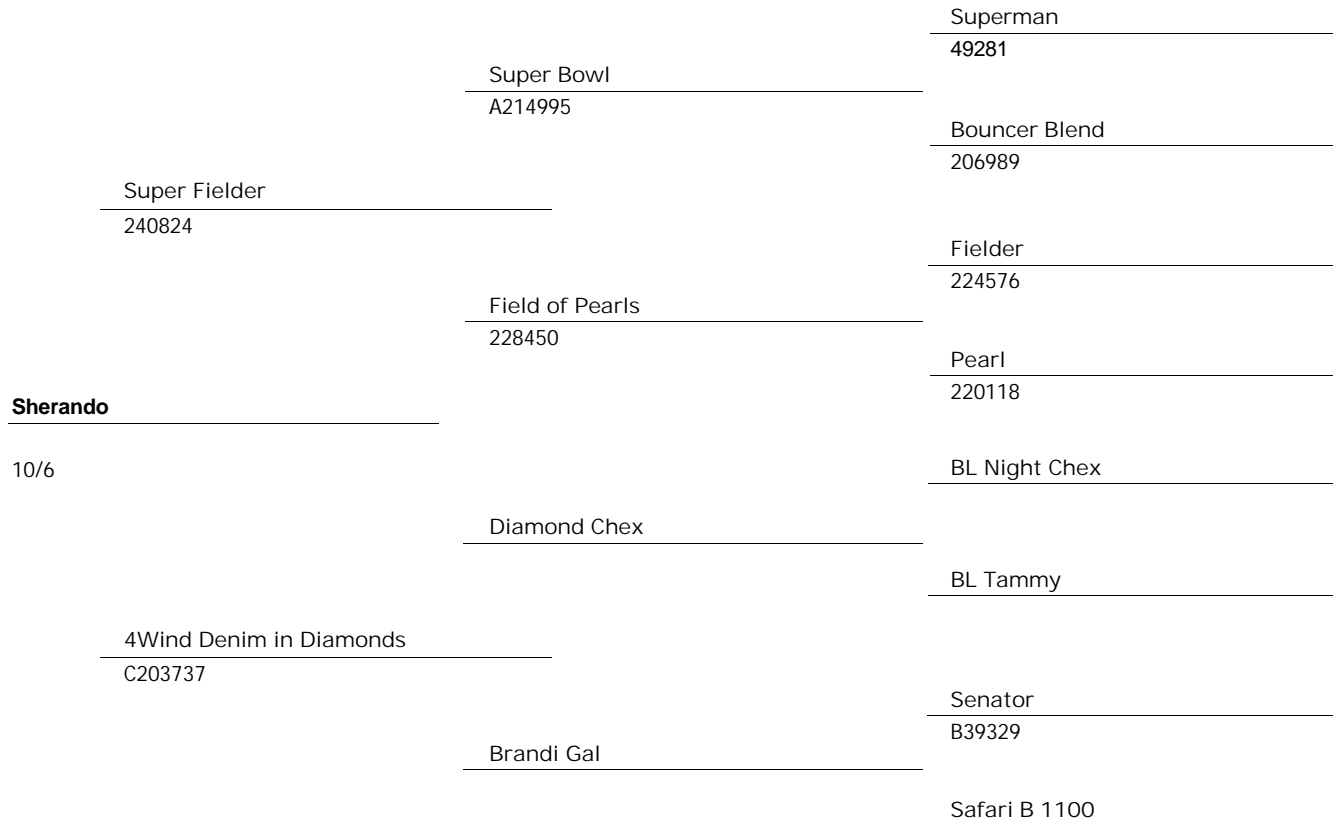 Superman
49281
Super Bowl
A214995
Bouncer Blend
206989
Super Fielder
240824
Fielder
224576
Field of Pearls
228450
Pearl
220118
Sherando
10/6
BL Night Chex
Diamond Chex
BL Tammy
4Wind Denim in Diamonds
C203737
Senator
B39329
Brandi Gal
Safari B 1100